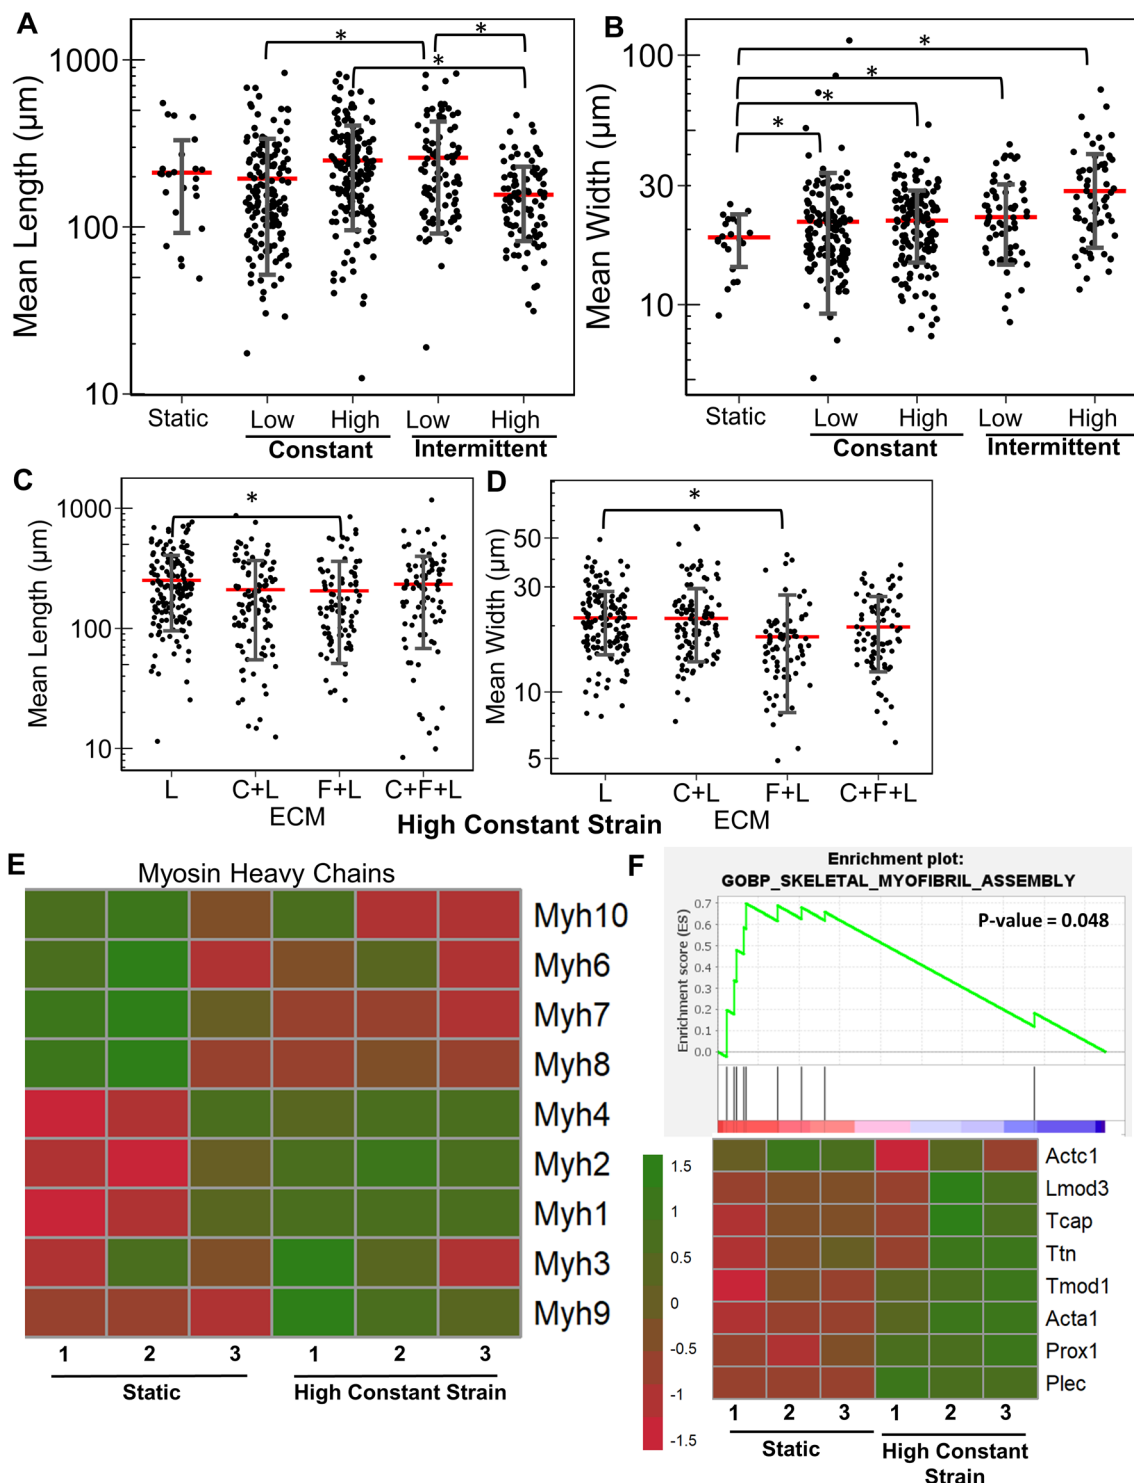 A
Mean Length (µm)
1000
100
10
*
*
*
Static
Low
High
Low
High
Constant
Intermittent
B
Mean Width (µm)
100
30
10
*
*
*
*
Static
Low
High
Low
High
Constant
Intermittent
C
Mean Length (µm)
1000
100
10
*
L
C+L
F+L
C+F+L
ECM
D
Mean Width (µm)
50
30
10
5
*
L
C+L
F+L
C+F+L
ECM
High Constant Strain
E
Myosin Heavy Chains
Myh10
Myh6
Myh7
Myh8
Myh4
Myh2
Myh1
Myh3
Myh9
1 2 3 1 2 3
Static
High Constant Strain
F
Enrichment plot:
GOBP_SKELETAL_MYOFIBRIL_ASSEMBLY
P-value = 0.048
Enrichment score (ES)
0.7
0.6
0.5
0.4
0.3
0.2
0.1
0.0
1.5
1
0.5
0
-0.5
-1
-1.5
Actc1
Lmod3
Tcap
Ttn
Tmod1
Acta1
Prox1
Plec
1 2 3 1 2 3
Static
High Constant
Strain